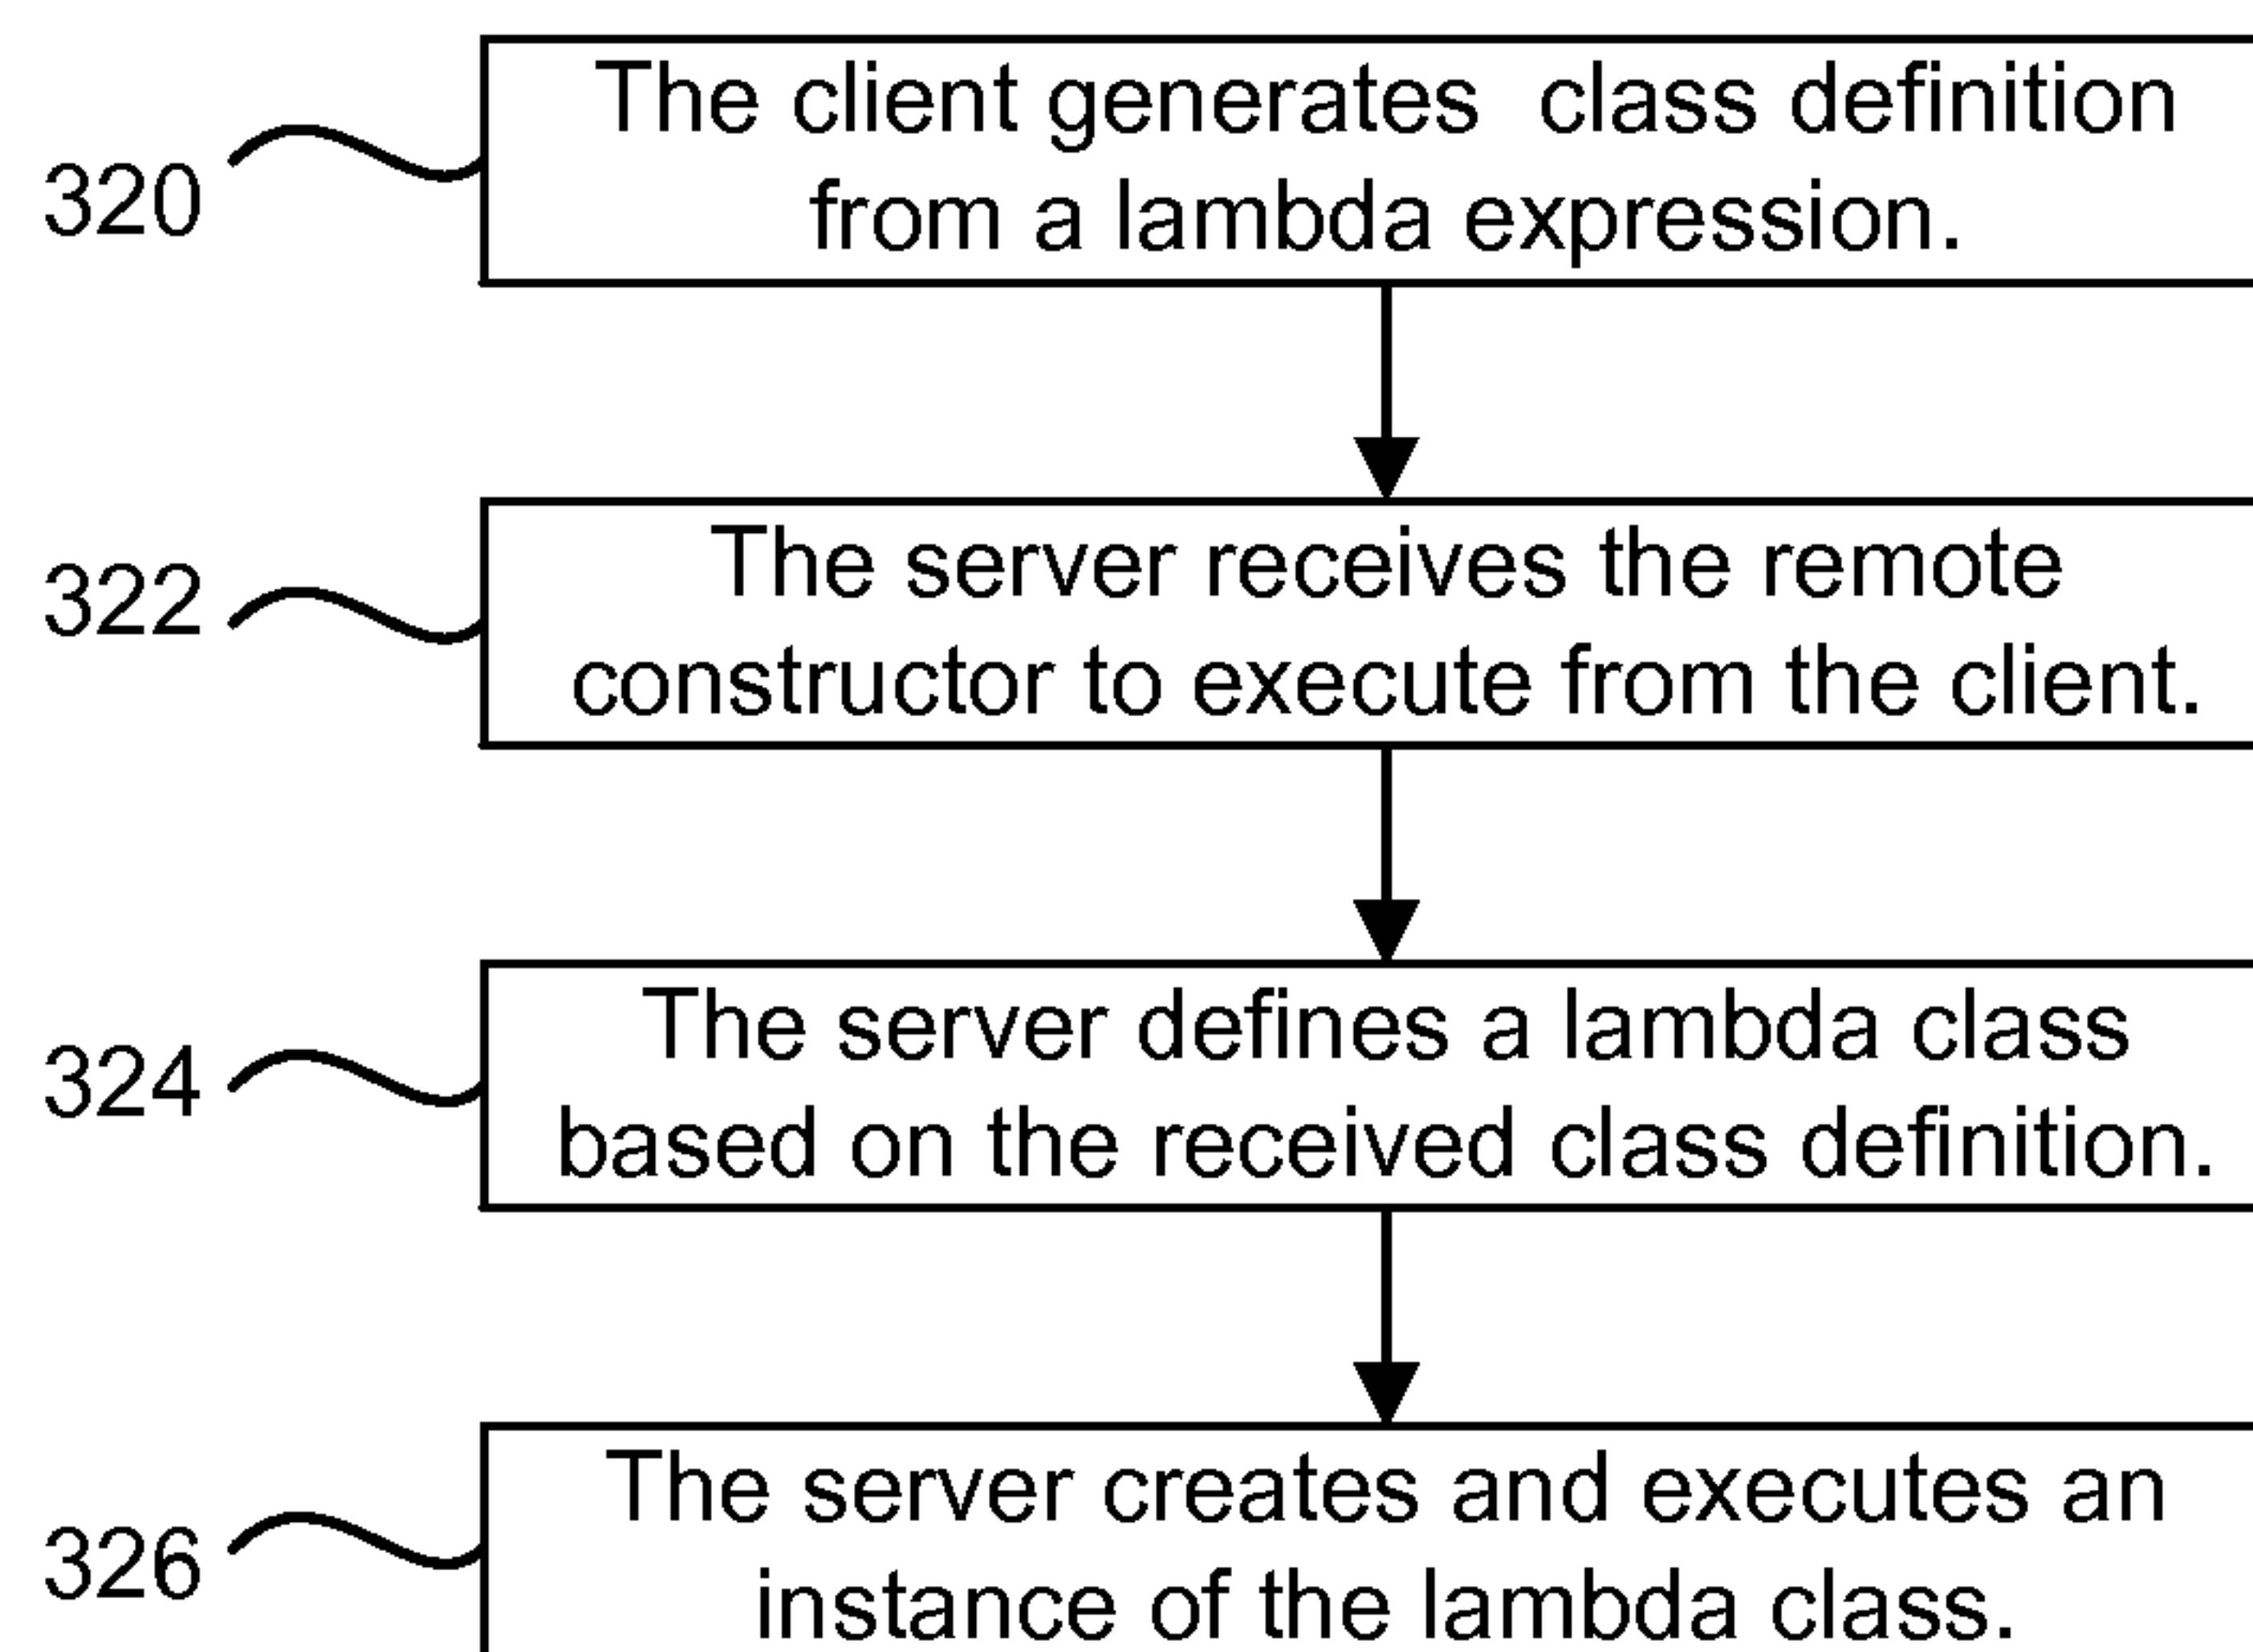 The client generates  class definition
from a lambda expression.
320
The server receives the remote
constructor to execute from the client.
322
The server defines a lambda class
based on the received class definition.
324
The server creates and executes an
instance of the lambda class.
326